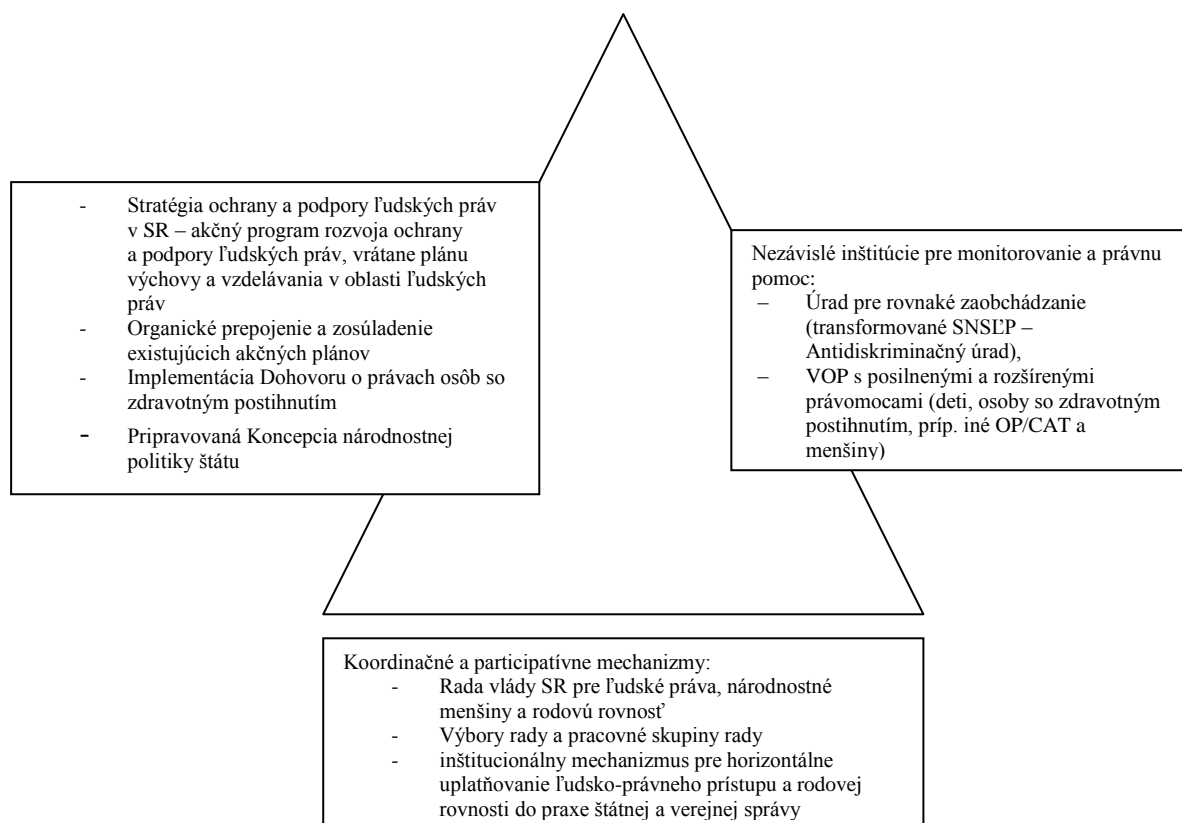 - Stratégia ochrany a podpory ľudských práv
v SR – akčný program rozvoja ochrany
a podpory ľudských práv, vrátane plánu
výchovy a vzdelávania v oblasti ľudských
práv
- Organické prepojenie a zosúladenie
existujúcich akčných plánov
- Implementácia Dohovoru o právach osôb so
zdravotným postihnutím
- Pripravovaná Koncepcia národnostnej
politiky štátu
Nezávislé inštitúcie pre monitorovanie a právnu
pomoc:
– Úrad pre rovnaké zaobchádzanie
(transformované SNSĽP –
Antidiskriminačný úrad),
– VOP s posilnenými a rozšírenými
právomocami (deti, osoby so zdravotným
postihnutím, príp. iné OP/CAT a
menšiny)
Koordinačné a participatívne mechanizmy:
- Rada vlády SR pre ľudské práva, národnostné
menšiny a rodovú rovnosť
- Výbory rady a pracovné skupiny rady
- inštitucionálny mechanizmus pre horizontálne
uplatňovanie ľudsko-právneho prístupu a rodovej
rovnosti do praxe štátnej a verejnej správy